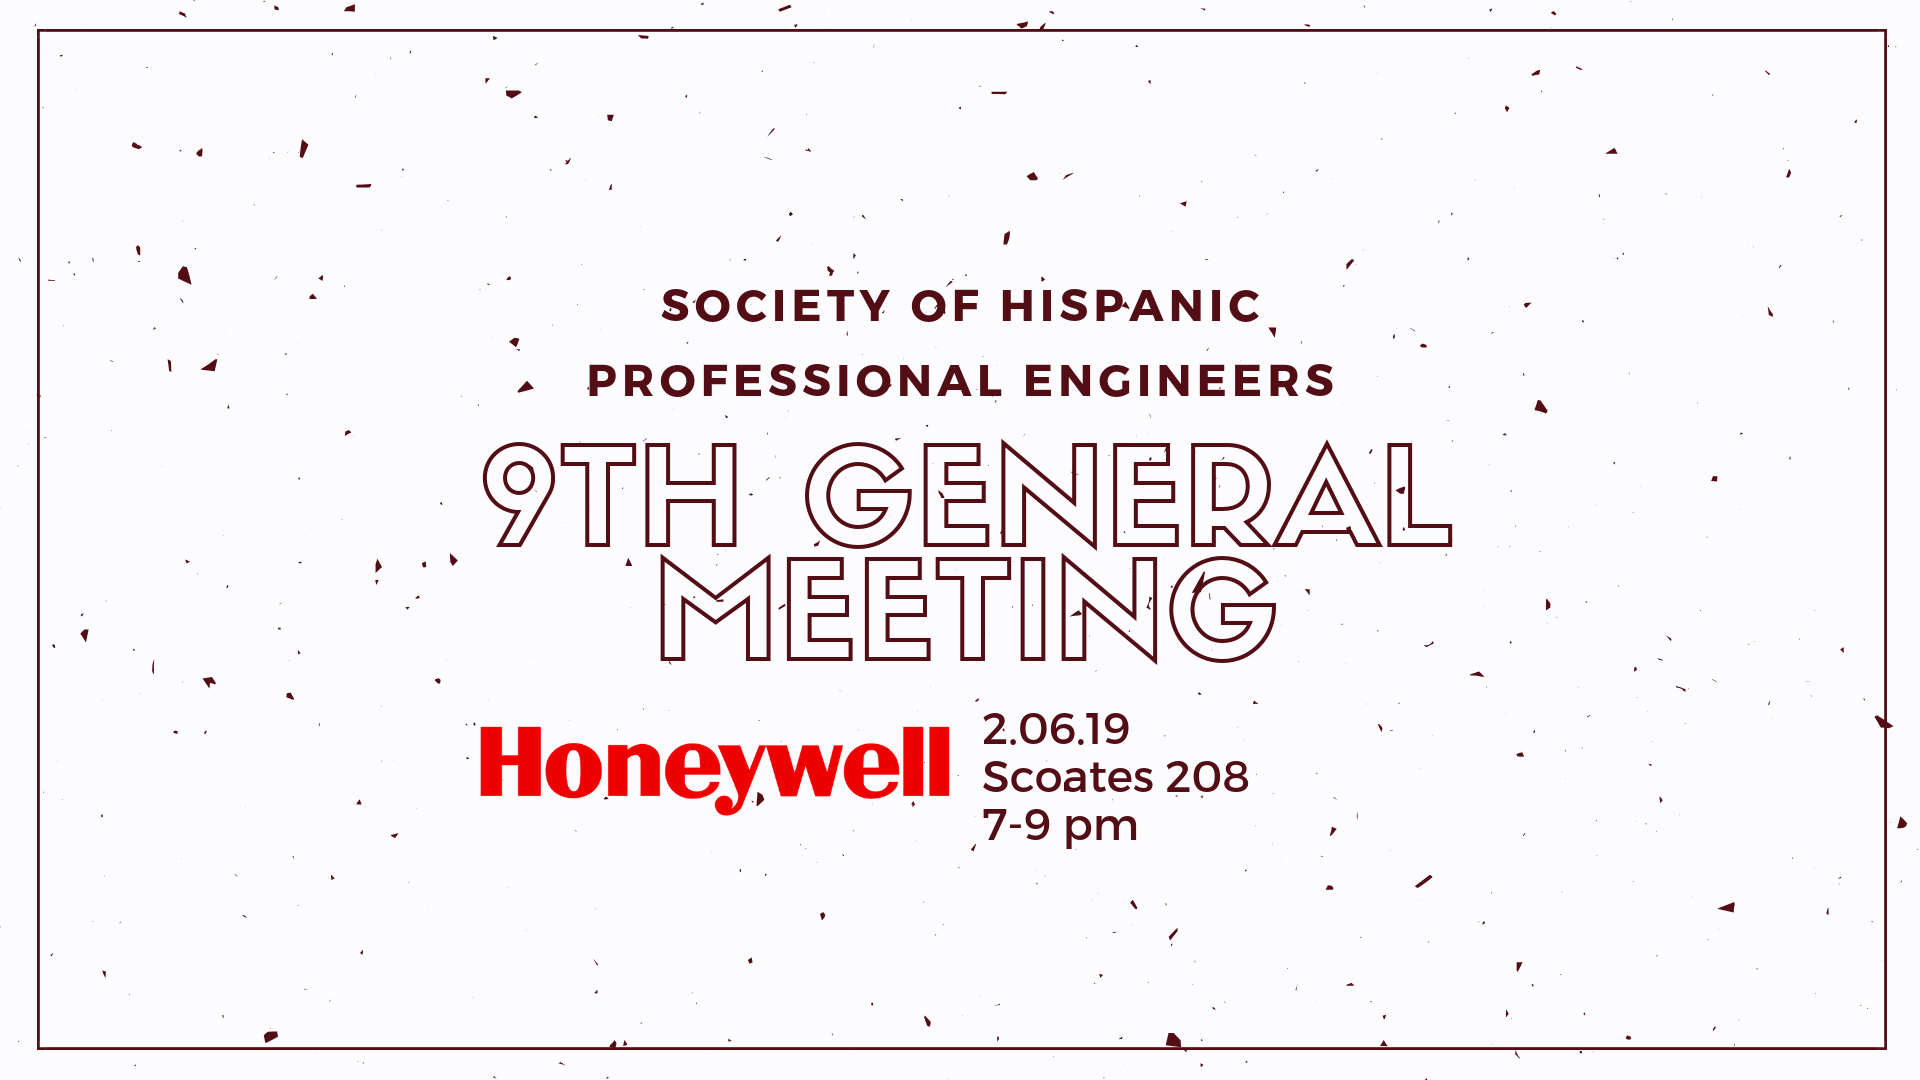 SOCIETY OF HISPANIC
PROFESSIONAL ENGINEERS
9TH GENERAL
MEETING
Honeywell
2.06.19
Scoates 208
7-9 pm